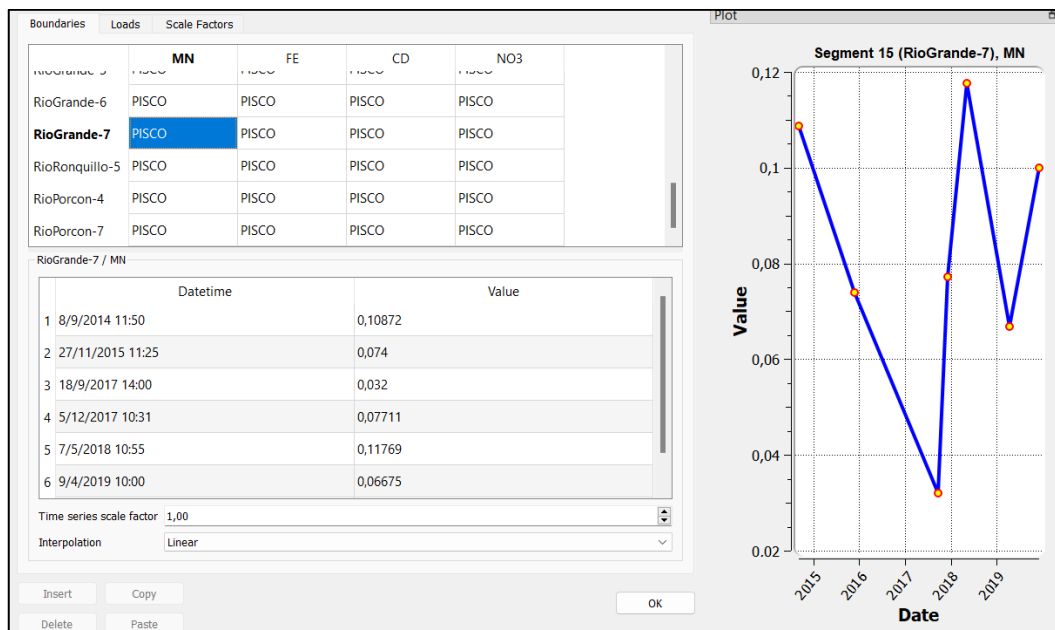 Boundaries Loads Scale Factors
MN FE CD NO3
RioGrande-5 PISCO PISCO PISCO PISCO
RioGrande-6 PISCO PISCO PISCO PISCO
RioGrande-7 PISCO PISCO PISCO PISCO
RioRonquillo-5 PISCO PISCO PISCO PISCO
RioPorcon-4 PISCO PISCO PISCO PISCO
RioPorcon-7 PISCO PISCO PISCO PISCO
RioGrande-7 / MN
Datetime Value
1 8/9/2014 11:50 0,10872
2 27/11/2015 11:25 0,074
3 18/9/2017 14:00 0,032
4 5/12/2017 10:31 0,07711
5 7/5/2018 10:55 0,11769
6 9/4/2019 10:00 0,06675
Time series scale factor 1,00
Interpolation Linear
Insert Copy
Delete Paste
OK
Plot
Segment 15 (RioGrande-7), MN
0,12
0,1
0,08
0,06
0,04
0.02
Value
2015 2016 2017 2018 2019
Date